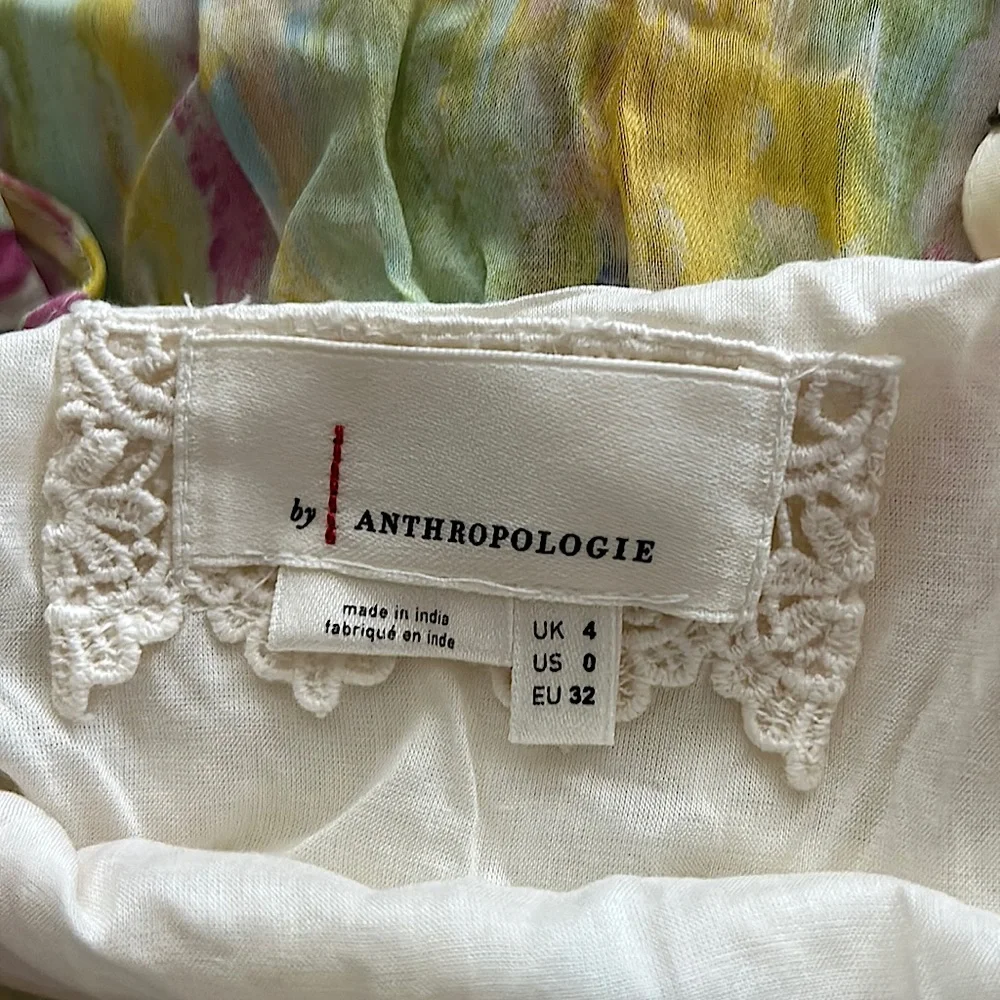 by ANTHROPOLOGIE
made in india
fabriqué en inde
UK 4
US 0
EU 32